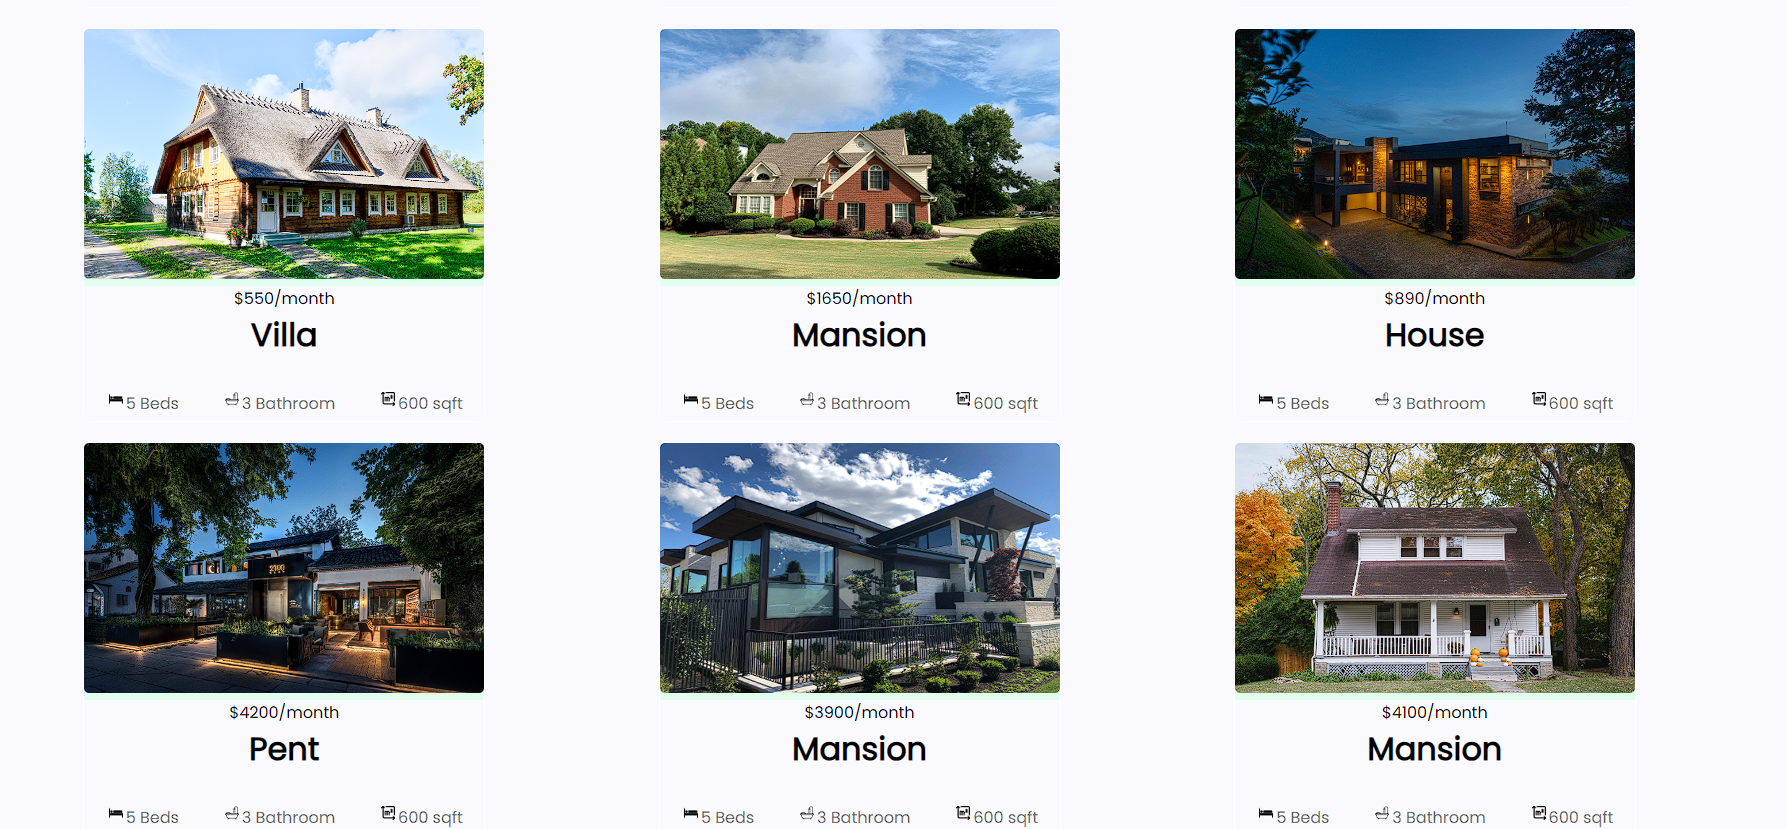 $550/month
Villa
5 Beds 3 Bathroom 600 sqft
$1650/month
Mansion
5 Beds 3 Bathroom 600 sqft
$890/month
House
5 Beds 3 Bathroom 600 sqft
$4200/month
Pent
5 Beds 3 Bathroom 600 sqft
$3900/month
Mansion
5 Beds 3 Bathroom 600 sqft
$4100/month
Mansion
5 Beds 3 Bathroom 600 sqft